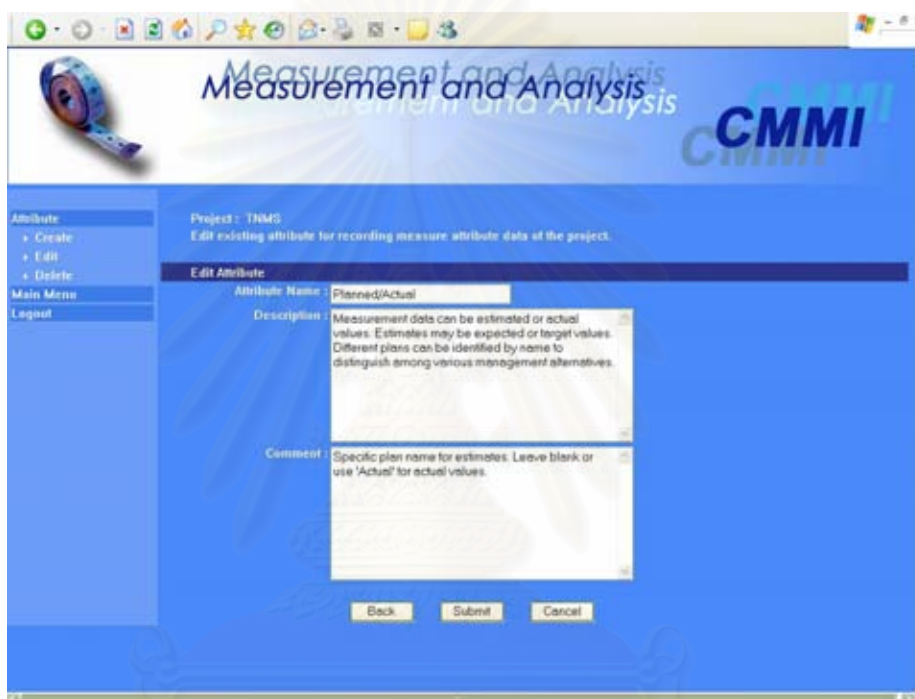 Measurement and Analysis
CMMI
Attribute
Create
Edit
Delete
Main Menu
Logout
Project : TNMS
Edit existing attribute for recording measure attribute data of the project.
Edit Attribute
Attribute Name : Planned/Actual
Description : Measurement data can be estimated or actual
values. Estimates may be expected or target values.
Different plans can be identified by name to
distinguish among various management alternatives.
Comment : Specific plan name for estimates. Leave blank or
use 'Actual' for actual values.
Back Submit Cancel